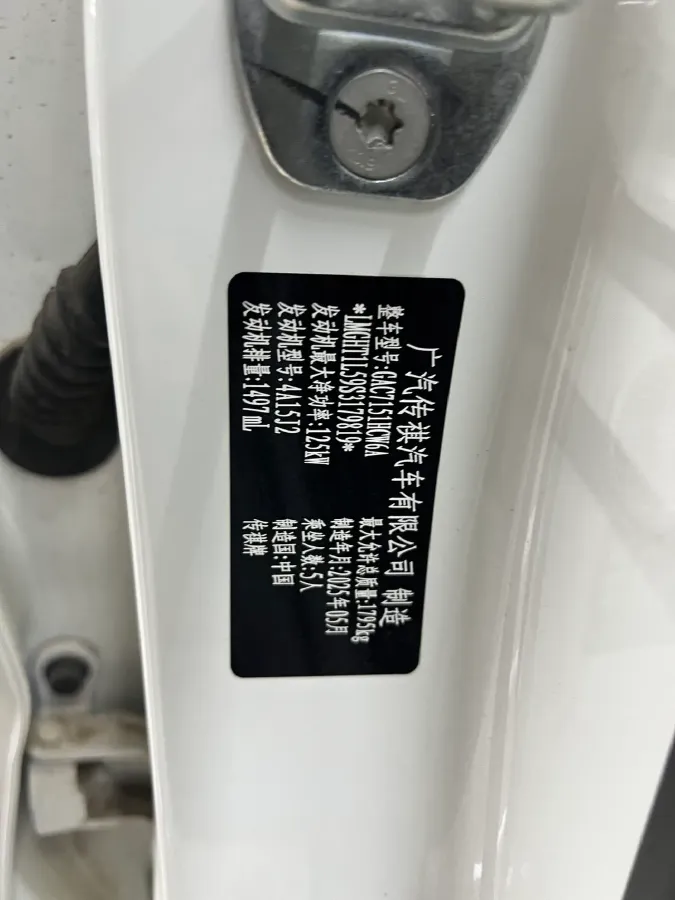 广汽传祺汽车有限公司 制造
整车型号:GAC7151HCW6A 最大允许总质量:1795kg
*LMGHT1L59S3179819*
发动机最大净功率:125kW 制造年月:2025年05月
发动机型号:4A15J2 乘坐人数:5人
发动机排量:1497mL 制造国:中国
传祺牌